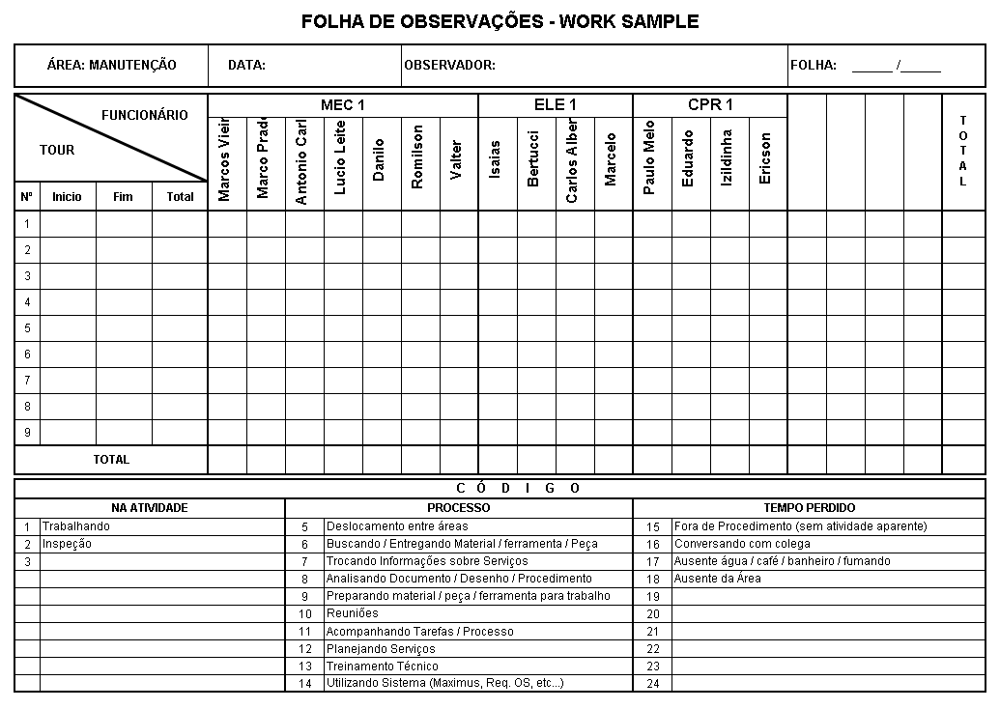 FOLHA DE OBSERVAÇÕES - WORK SAMPLE
ÁREA: MANUTENÇÃO DATA: OBSERVADOR: FOLHA: ______ /______
FUNCIONÁRIO
TOUR
MEC 1 ELE 1 CPR 1
Marcos Vieir
Marco Prado
Antonio Carl
Lucio Leite
Danilo
Romilson
Valter
Isaias
Bertucci
Carlos Alber
Marcelo
Paulo Melo
Eduardo
Izildinha
Ericson
TOTAL
Nº Inicio Fim Total
1
2
3
4
5
6
7
8
9
TOTAL
CÓDIGO
NA ATIVIDADE PROCESSO TEMPO PERDIDO
1 Trabalhando 5 Deslocamento entre áreas 15 Fora de Procedimento (sem atividade aparente)
2 Inspeção 6 Buscando / Entregando Material / ferramenta / Peça 16 Conversando com colega
3 7 Trocando Informações sobre Serviços 17 Ausente água / café / banheiro / fumando
8 Analisando Documento / Desenho / Procedimento 18 Ausente da Área
9 Preparando material / peça / ferramenta para trabalho 19
10 Reuniões 20
11 Acompanhando Tarefas / Processo 21
12 Planejando Serviços 22
13 Treinamento Técnico 23
14 Utilizando Sistema (Maximus, Req. OS, etc...) 24